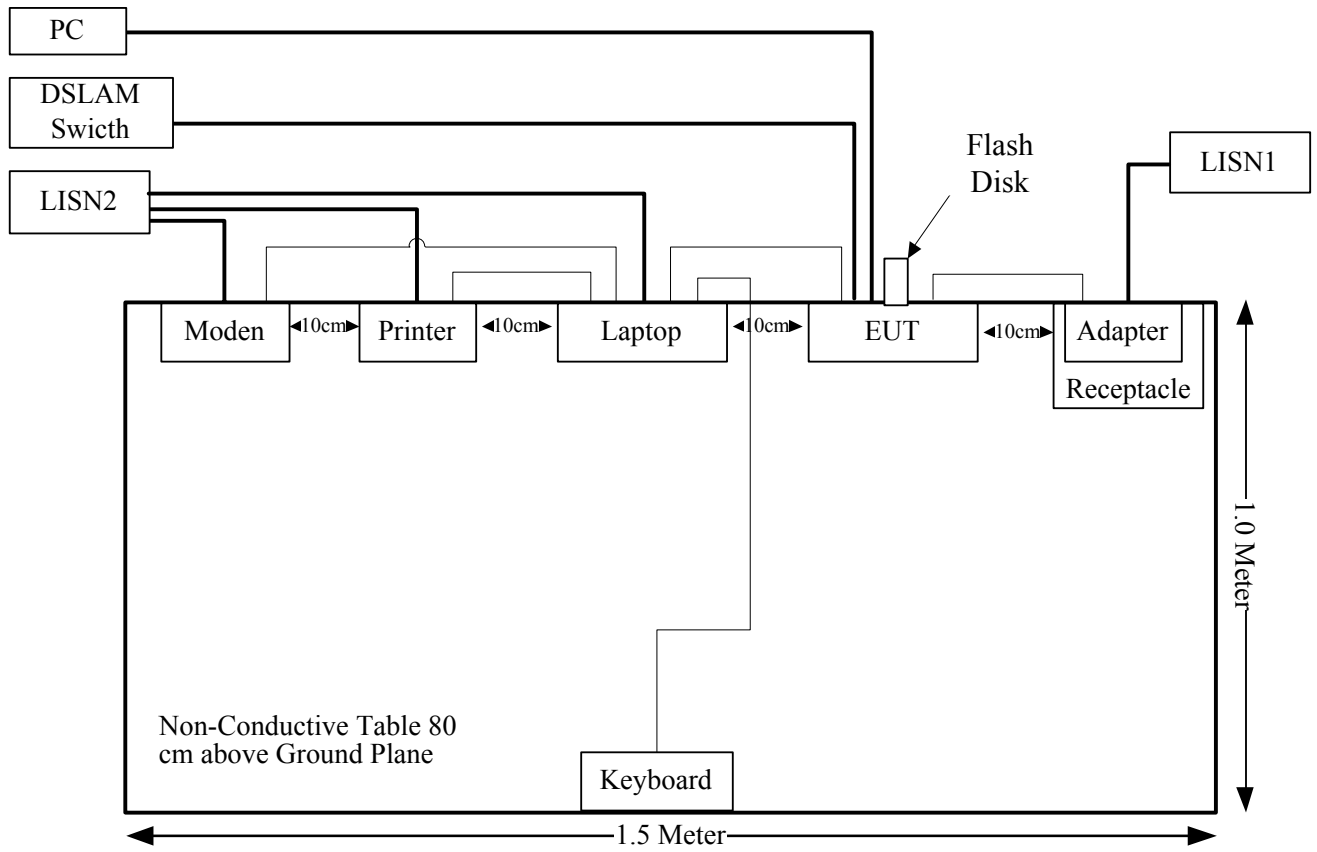 PC
DSLAM
Swicth
LISN2
Flash
Disk
LISN1
Moden
10cm
Printer
10cm
Laptop
10cm
EUT
10cm
Adapter
Receptacle
1.0 Meter
Non-Conductive Table 80
cm above Ground Plane
Keyboard
1.5 Meter